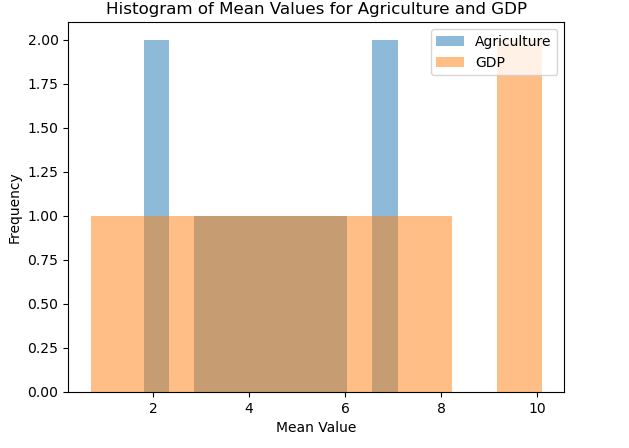 Histogram of Mean Values for Agriculture and GDP
Agriculture
GDP
2.00
1.75
1.50
1.25
1.00
0.75
0.50
0.25
0.00
Frequency
2 4 6 8 10
Mean Value